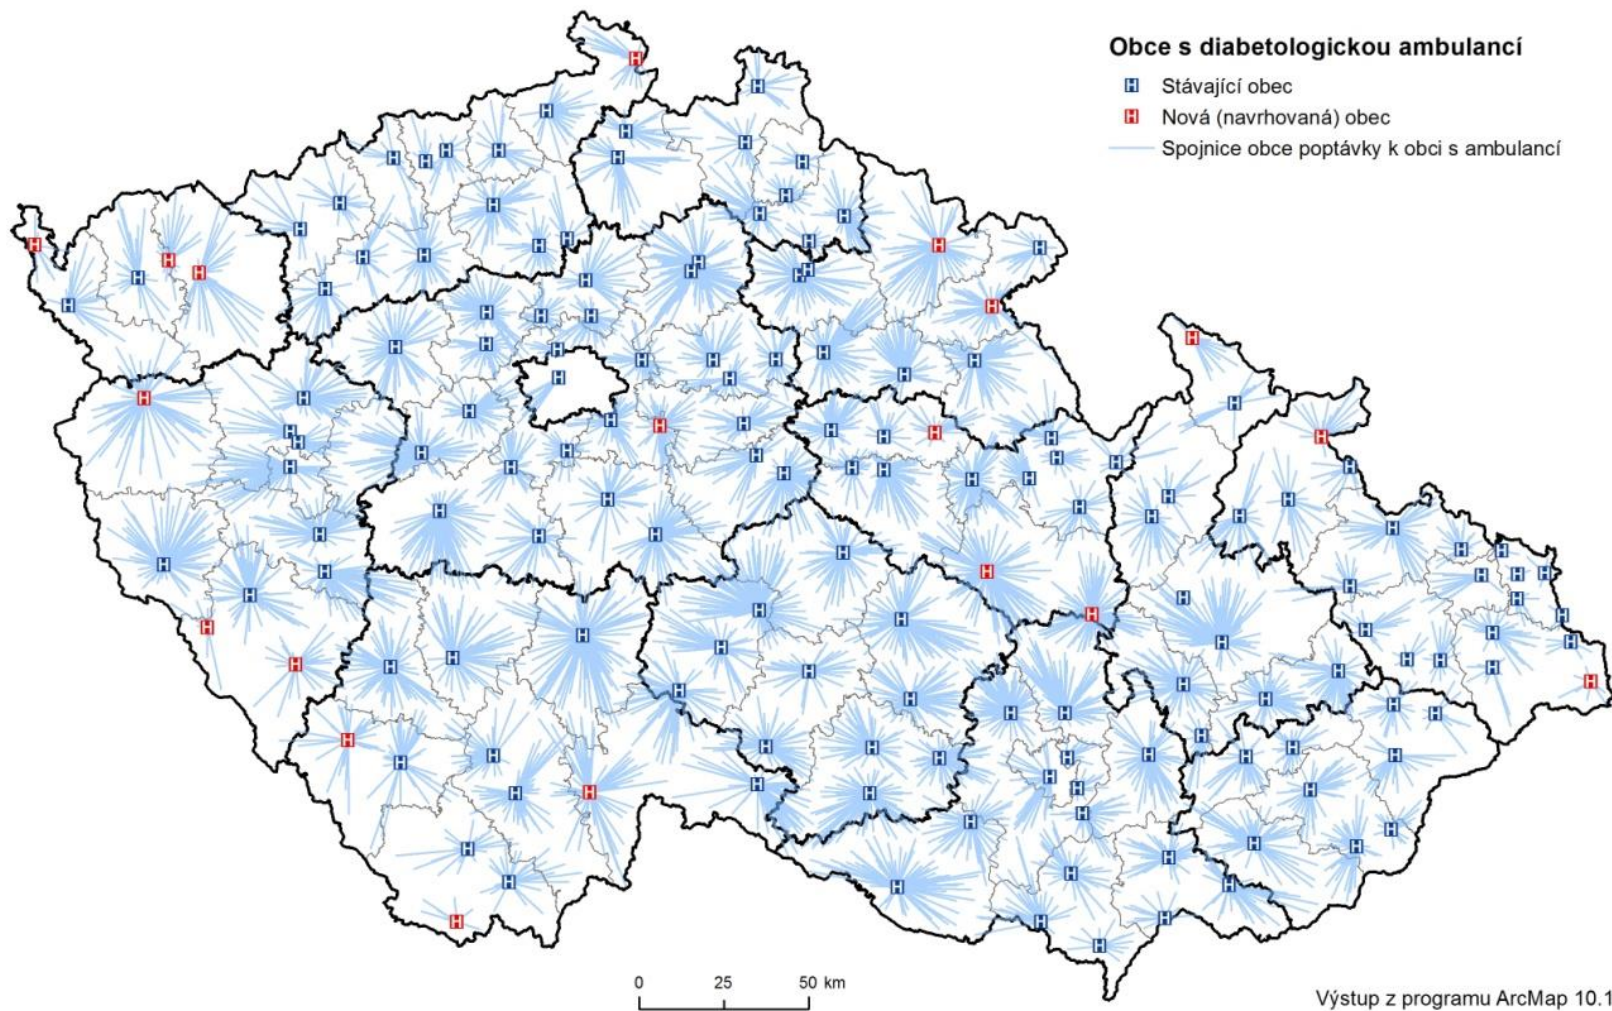 Obce s diabetologickou ambulancí
H Stávající obec
H Nová (navrhovaná) obec
Spojnice obce poptávky k obci s ambulancí
0 25 50 km
Výstup z programu ArcMap 10.1